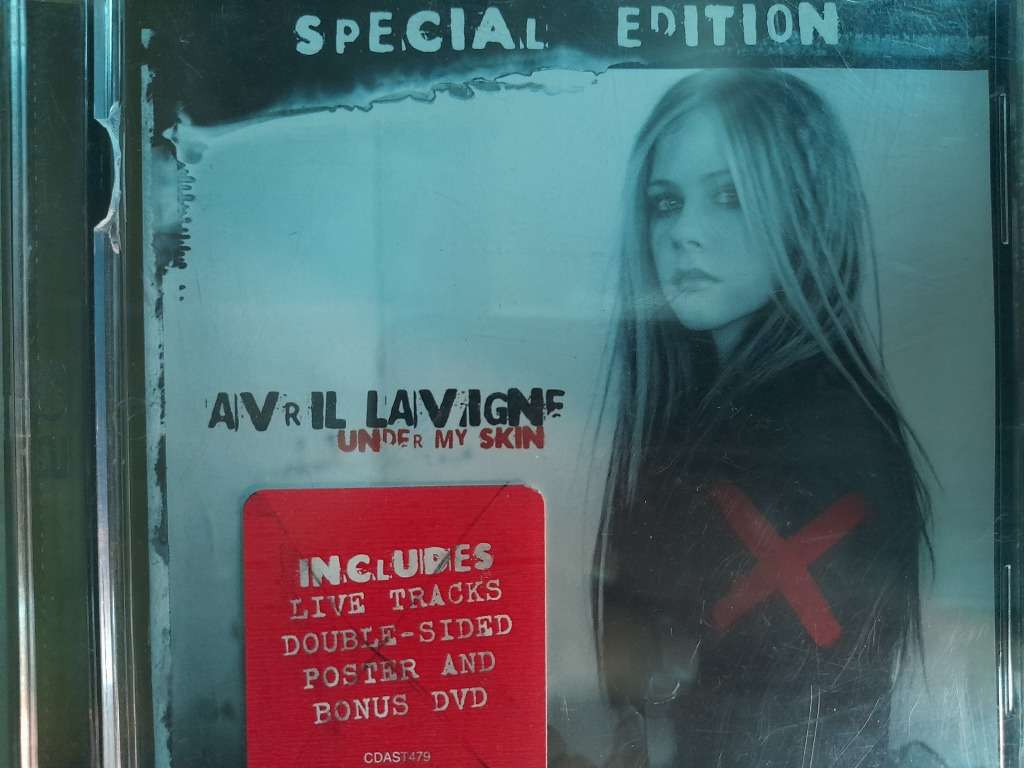 SPECIAL EDITION
AVRIL LAVIGNE
UNDER MY SKIN
INCLUDES
LIVE TRACKS
DOUBLE-SIDED
POSTER AND
BONUS DVD
CDAST479